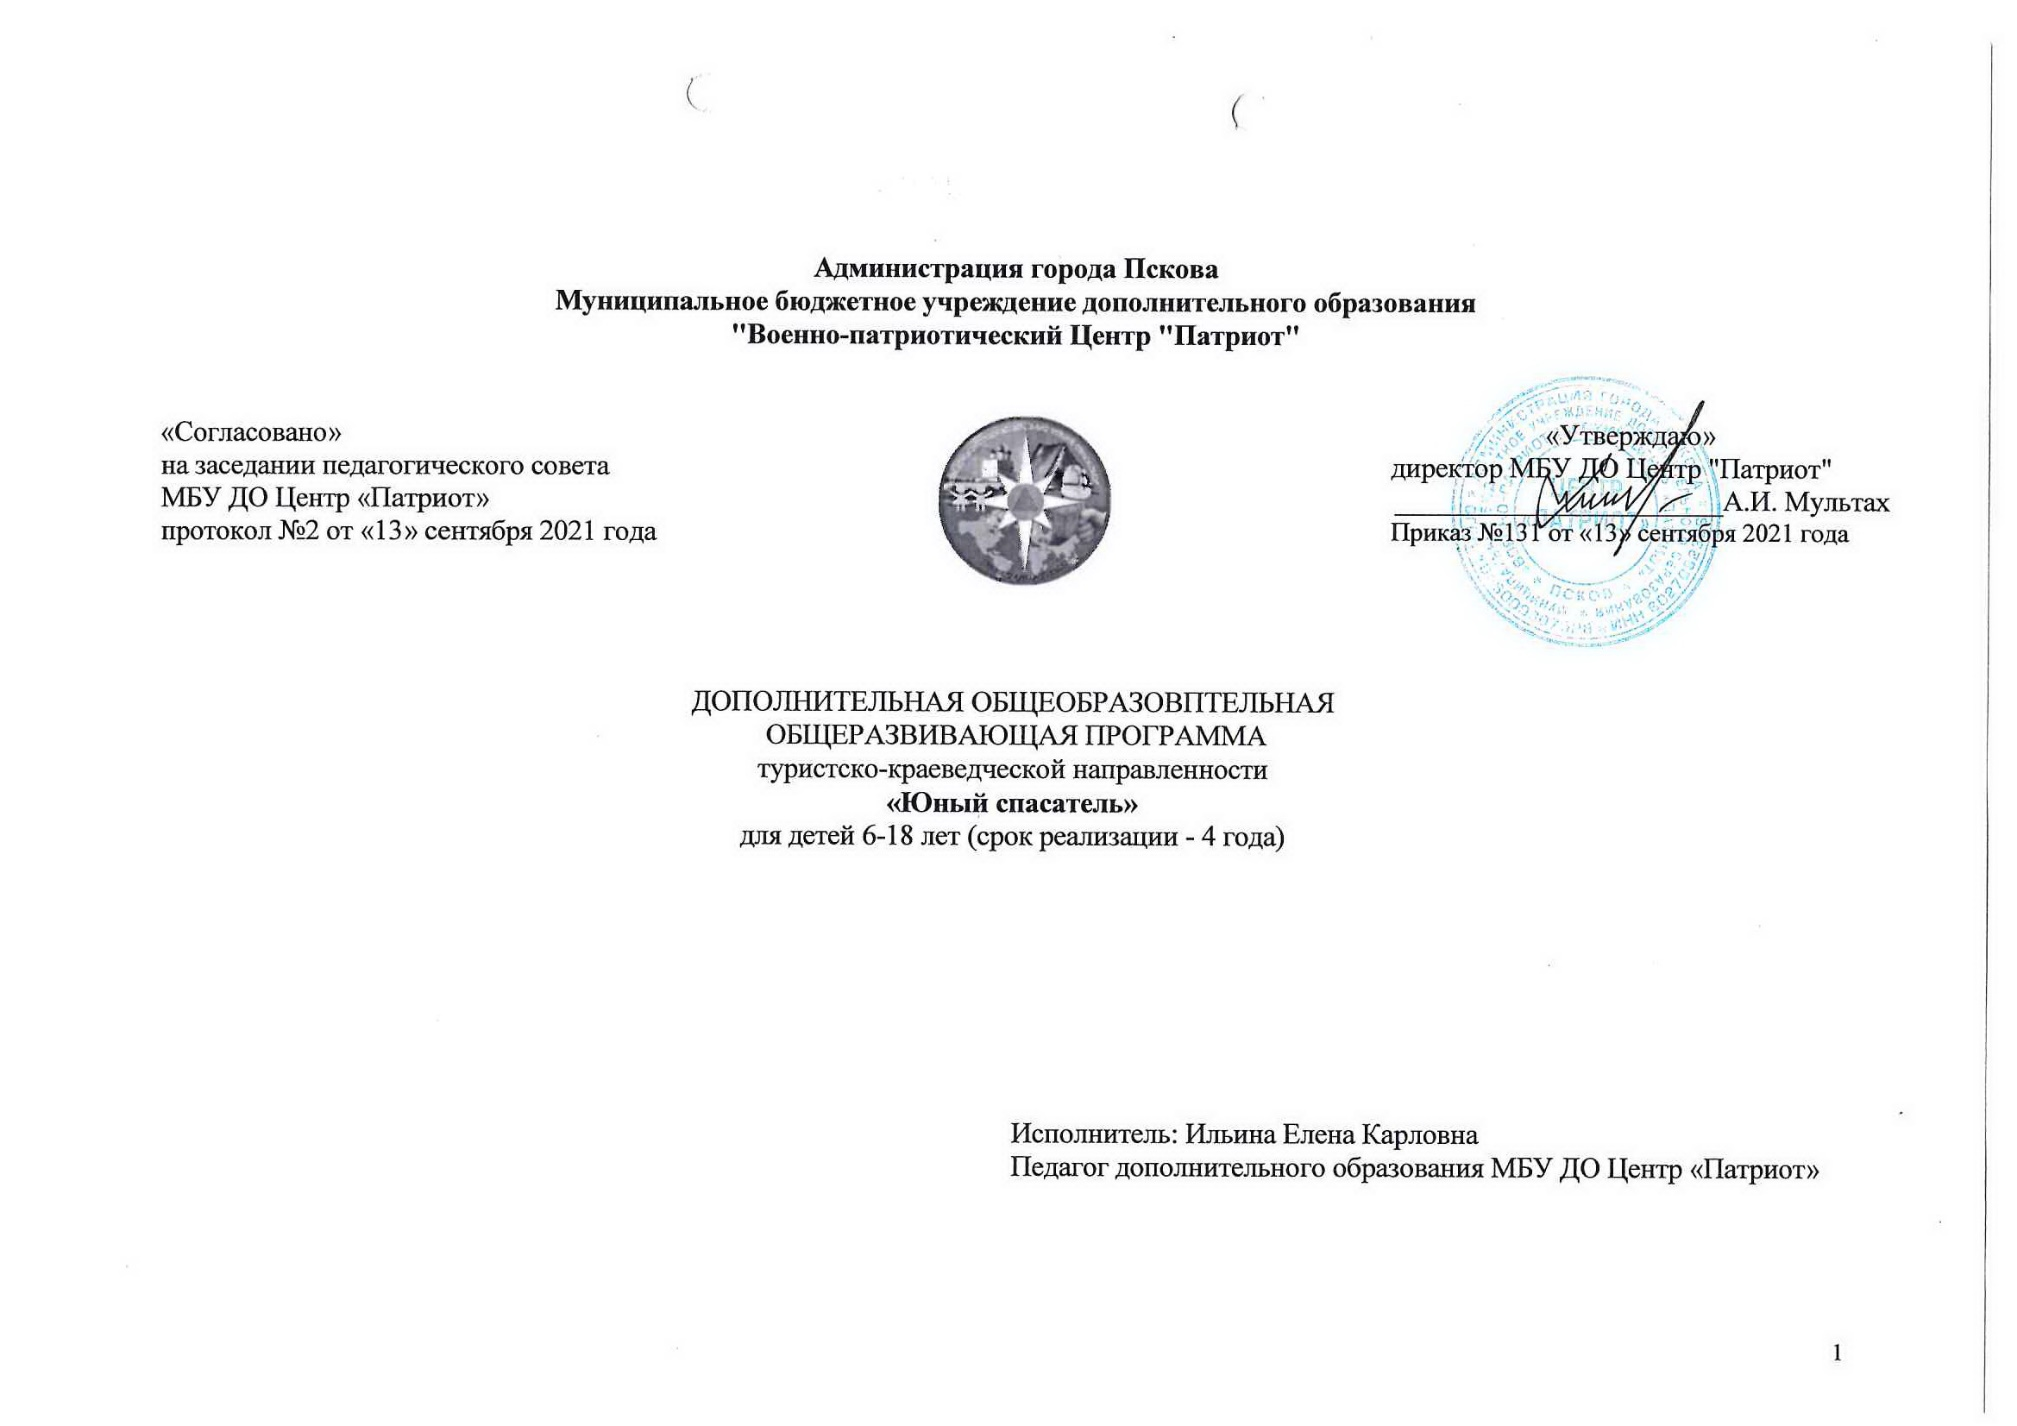 Администрация города Пскова
Муниципальное бюджетное учреждение дополнительного образования
"Военно-патриотический Центр "Патриот"
«Согласовано»
на заседании педагогического совета
МБУ ДО Центр «Патриот»
протокол №2 от «13» сентября 2021 года
«Утверждаю»
директор МБУ ДО Центр "Патриот"
А.И. Мультах
Приказ №131 от «13» сентября 2021 года
ЦЕНТР
ПАТРИОТ
ПСКОВ
ДОПОЛНИТЕЛЬНАЯ ОБЩЕОБРАЗОВПТЕЛЬНАЯ
ОБЩЕРАЗВИВАЮЩАЯ ПРОГРАММА
туристско-краеведческой направленности
«Юный спасатель»
для детей 6-18 лет (срок реализации - 4 года)
Исполнитель: Ильина Елена Карловна
Педагог дополнительного образования МБУ ДО Центр «Патриот»
1